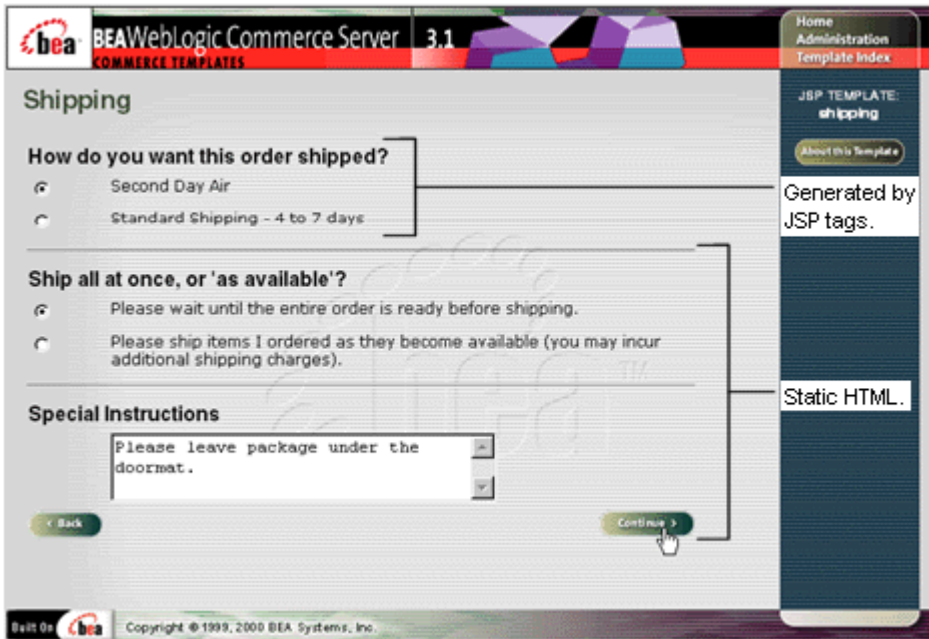 bea
BEAWebLogic Commerce Server 3.1
COMMERCE TEMPLATES
Home
Administration
Template Index
Shipping
JSP TEMPLATE:
shipping
About this Template
How do you want this order shipped?
Second Day Air
Standard Shipping - 4 to 7 days
Generated by
JSP tags.
Ship all at once, or 'as available'?
Please wait until the entire order is ready before shipping.
Please ship items I ordered as they become available (you may incur
additional shipping charges).
Static HTML.
bea
TM
Special Instructions
Please leave package under the
doormat.
< Back
Continue >
Built On
bea
Copyright © 1999, 2000 BEA Systems, Inc.